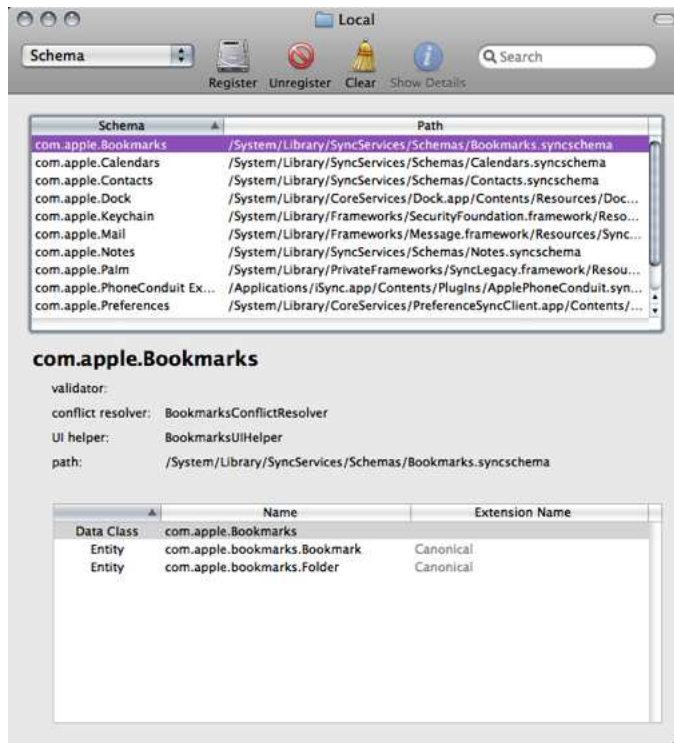 Local
Schema
Search
Register Unregister Clear Show Details
Schema Path
com.apple.Bookmarks /System/Library/SyncServices/Schemas/Bookmarks.syncschema
com.apple.Calendars /System/Library/SyncServices/Schemas/Calendars.syncschema
com.apple.Contacts /System/Library/SyncServices/Schemas/Contacts.syncschema
com.apple.Dock /System/Library/CoreServices/Dock.app/Contents/Resources/Doc...
com.apple.Keychain /System/Library/Frameworks/SecurityFoundation.framework/Reso...
com.apple.Mail /System/Library/Frameworks/Message.framework/Resources/Sync...
com.apple.Notes /System/Library/SyncServices/Schemas/Notes.syncschema
com.apple.Palm /System/Library/PrivateFrameworks/SyncLegacy.framework/Resou...
com.apple.PhoneConduit Ex... /Applications/iSync.app/Contents/PlugIns/ApplePhoneConduit.syn...
com.apple.Preferences /System/Library/CoreServices/PreferenceSyncClient.app/Contents/...
com.apple.Bookmarks
validator:
conflict resolver: BookmarksConflictResolver
UI helper: BookmarksUIHelper
path: /System/Library/SyncServices/Schemas/Bookmarks.syncschema
Name Extension Name
Data Class com.apple.Bookmarks
Entity com.apple.bookmarks.Bookmark Canonical
Entity com.apple.bookmarks.Folder Canonical